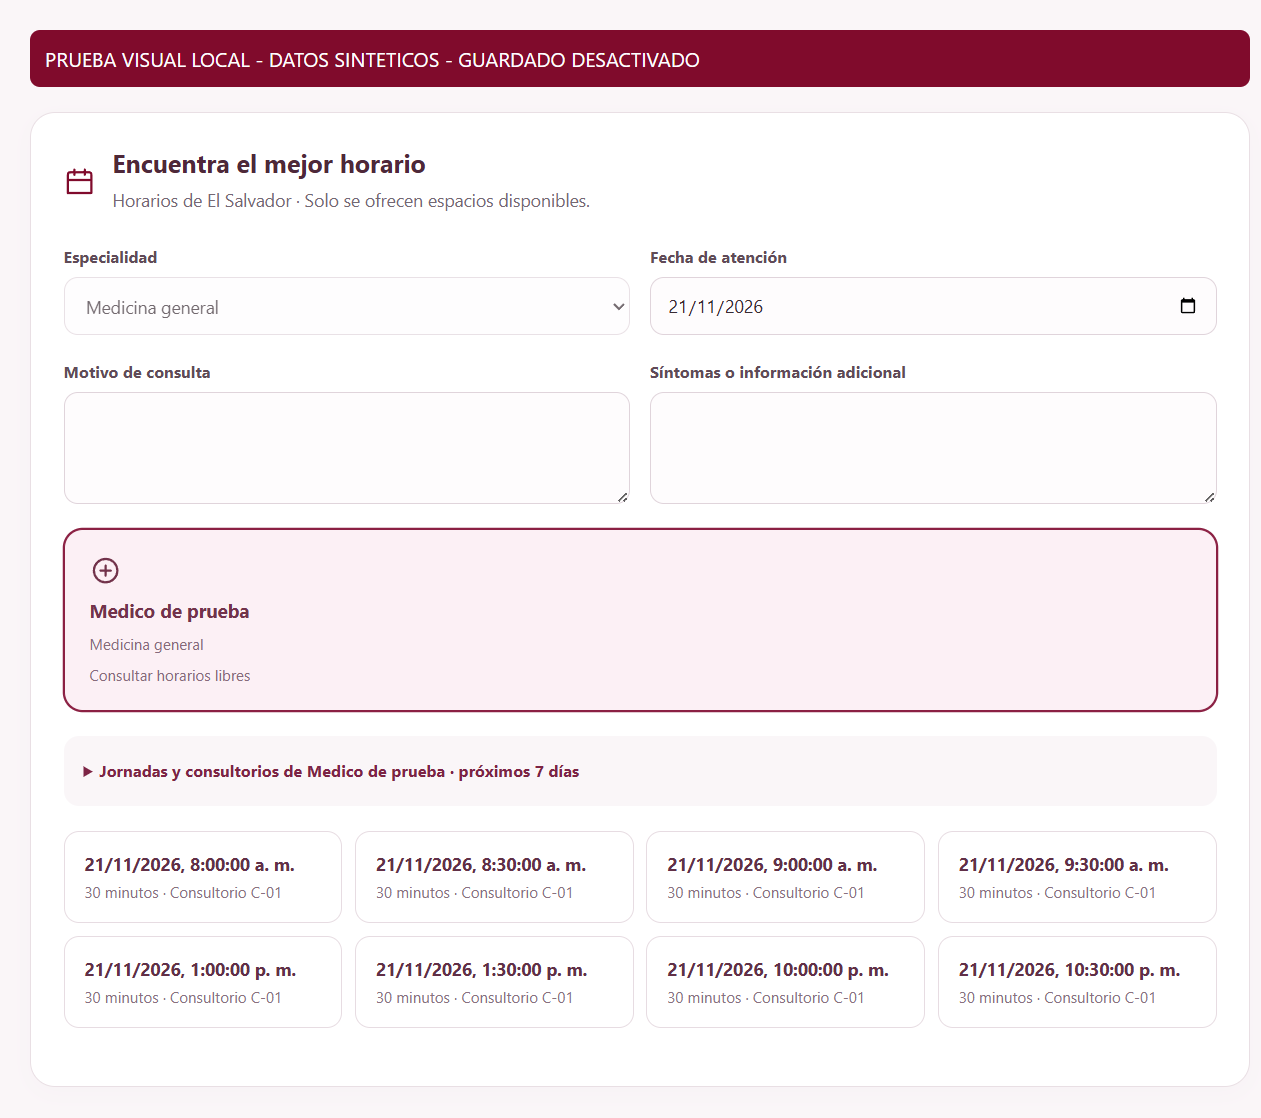 PRUEBA VISUAL LOCAL - DATOS SINTETICOS - GUARDADO DESACTIVADO
Encuentra el mejor horario
Horarios de El Salvador · Solo se ofrecen espacios disponibles.
Especialidad
Medicina general
Fecha de atención
21/11/2026
Motivo de consulta
Síntomas o información adicional
Medico de prueba
Medicina general
Consultar horarios libres
Jornadas y consultorios de Medico de prueba · próximos 7 días
21/11/2026, 8:00:00 a. m.
30 minutos · Consultorio C-01
21/11/2026, 8:30:00 a. m.
30 minutos · Consultorio C-01
21/11/2026, 9:00:00 a. m.
30 minutos · Consultorio C-01
21/11/2026, 9:30:00 a. m.
30 minutos · Consultorio C-01
21/11/2026, 1:00:00 p. m.
30 minutos · Consultorio C-01
21/11/2026, 1:30:00 p. m.
30 minutos · Consultorio C-01
21/11/2026, 10:00:00 p. m.
30 minutos · Consultorio C-01
21/11/2026, 10:30:00 p. m.
30 minutos · Consultorio C-01